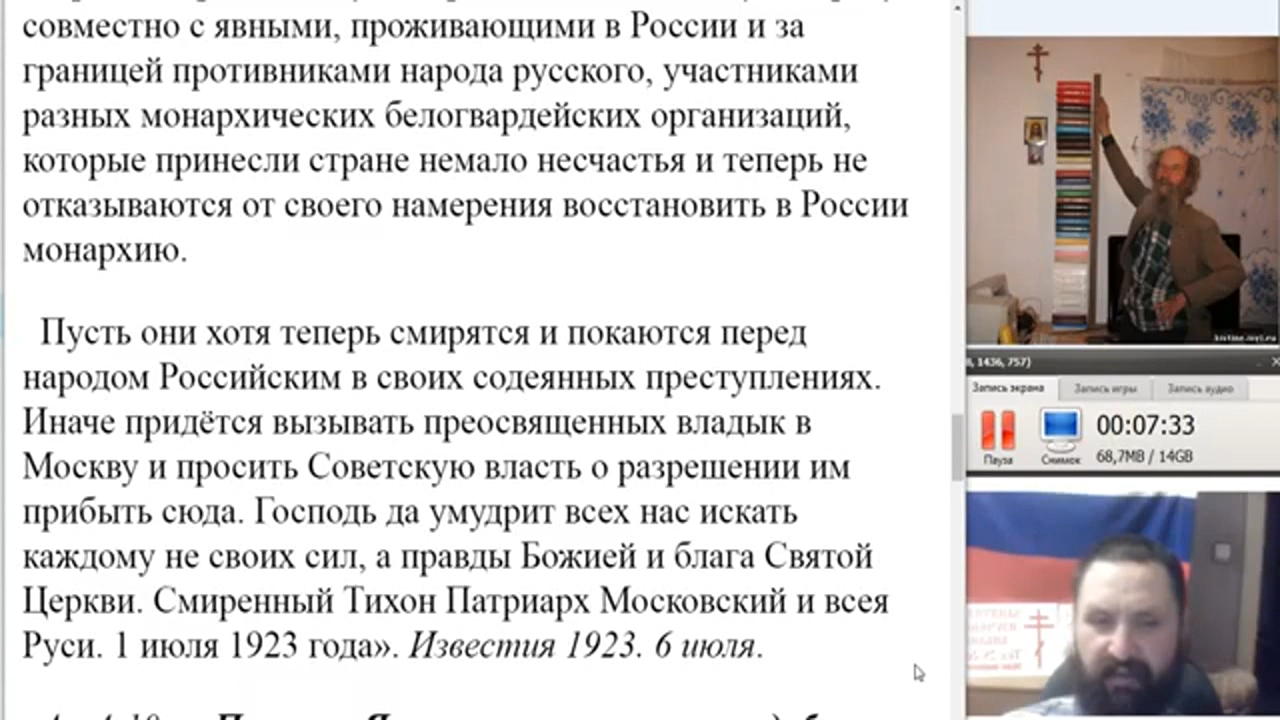 совместно с явными, проживающими в России и за
границей противниками народа русского, участниками
разных монархических белогвардейских организаций,
которые принесли стране немало несчастья и теперь не
отказываются от своего намерения восстановить в России
монархию.
Пусть они хотя теперь смирятся и покаются перед
народом Российским в своих содеянных преступлениях.
Иначе придётся вызывать преосвященных владык в
Москву и просить Советскую власть о разрешении им
прибыть сюда. Господь да умудрит всех нас искать
каждому не своих сил, а правды Божией и блага Святой
Церкви. Смиренный Тихон Патриарх Московский и всея
Руси. 1 июля 1923 года». Известия 1923. 6 июля.
, 1436, 757)
Запись экрана Запись игры Запись аудио
00:07:33
Пауза Снимок 68,7MB / 14GB